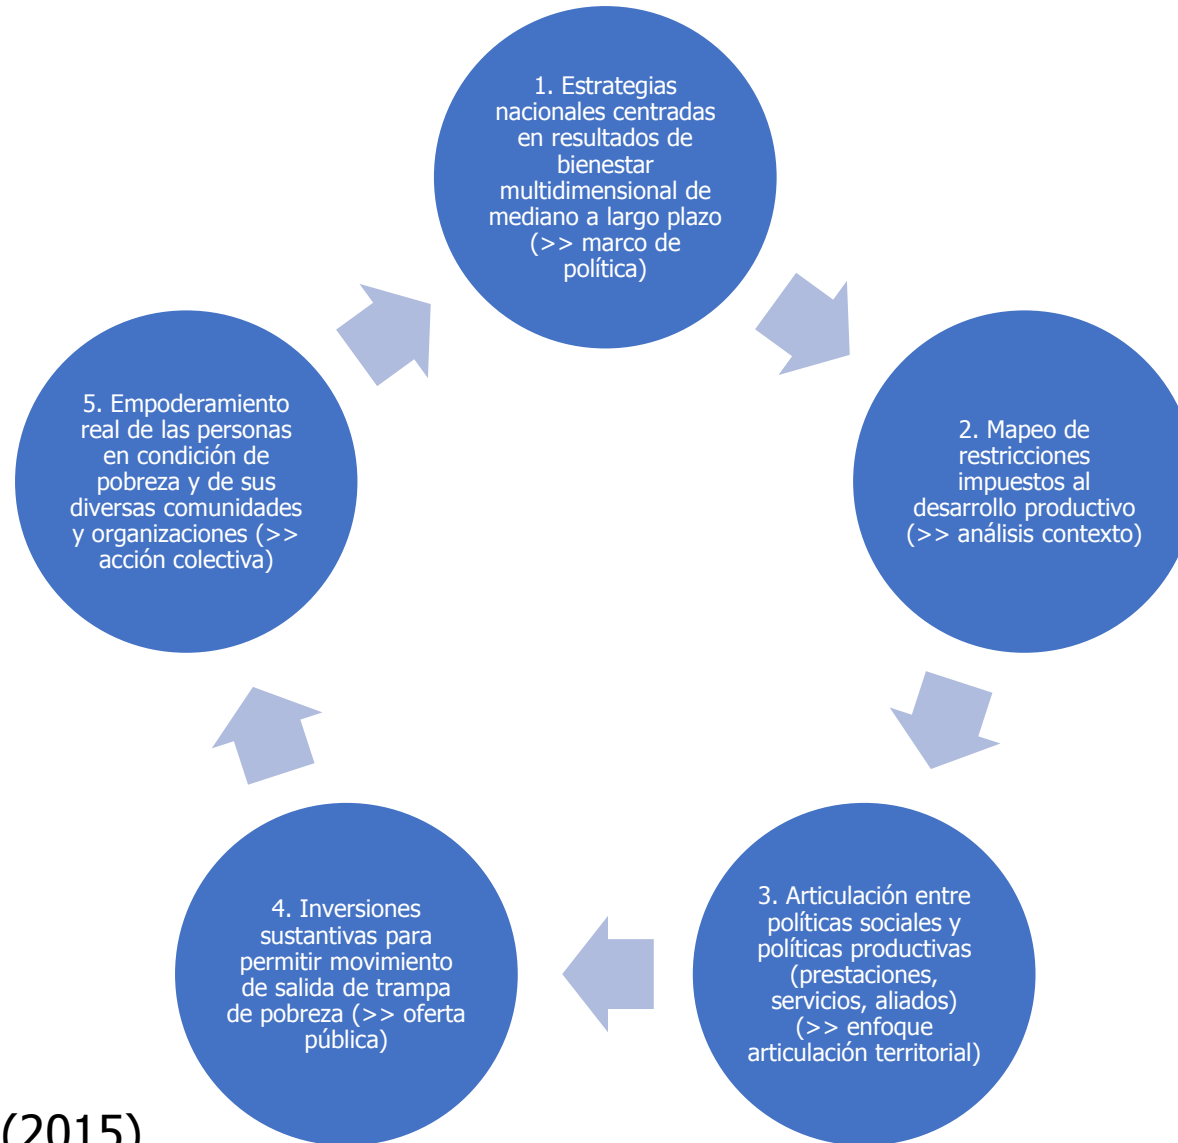 1. Estrategias
nacionales centradas
en resultados de
bienestar
multidimensional de
mediano a largo plazo
(>> marco de
política)
2. Mapeo de
restricciones
impuestos al
desarrollo productivo
(>> análisis contexto)
3. Articulación entre
políticas sociales y
políticas productivas
(prestaciones,
servicios, aliados)
(>> enfoque
articulación territorial)
4. Inversiones
sustantivas para
permitir movimiento
de salida de trampa
de pobreza (>> oferta
pública)
5. Empoderamiento
real de las personas
en condición de
pobreza y de sus
diversas comunidades
y organizaciones (>>
acción colectiva)
(2015)